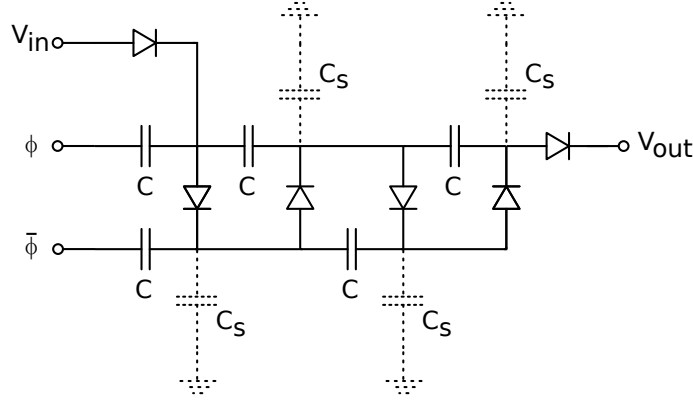 V_in
C_s C_s
ϕ C C C V_out
ϕ̄ C C
C_s C_s